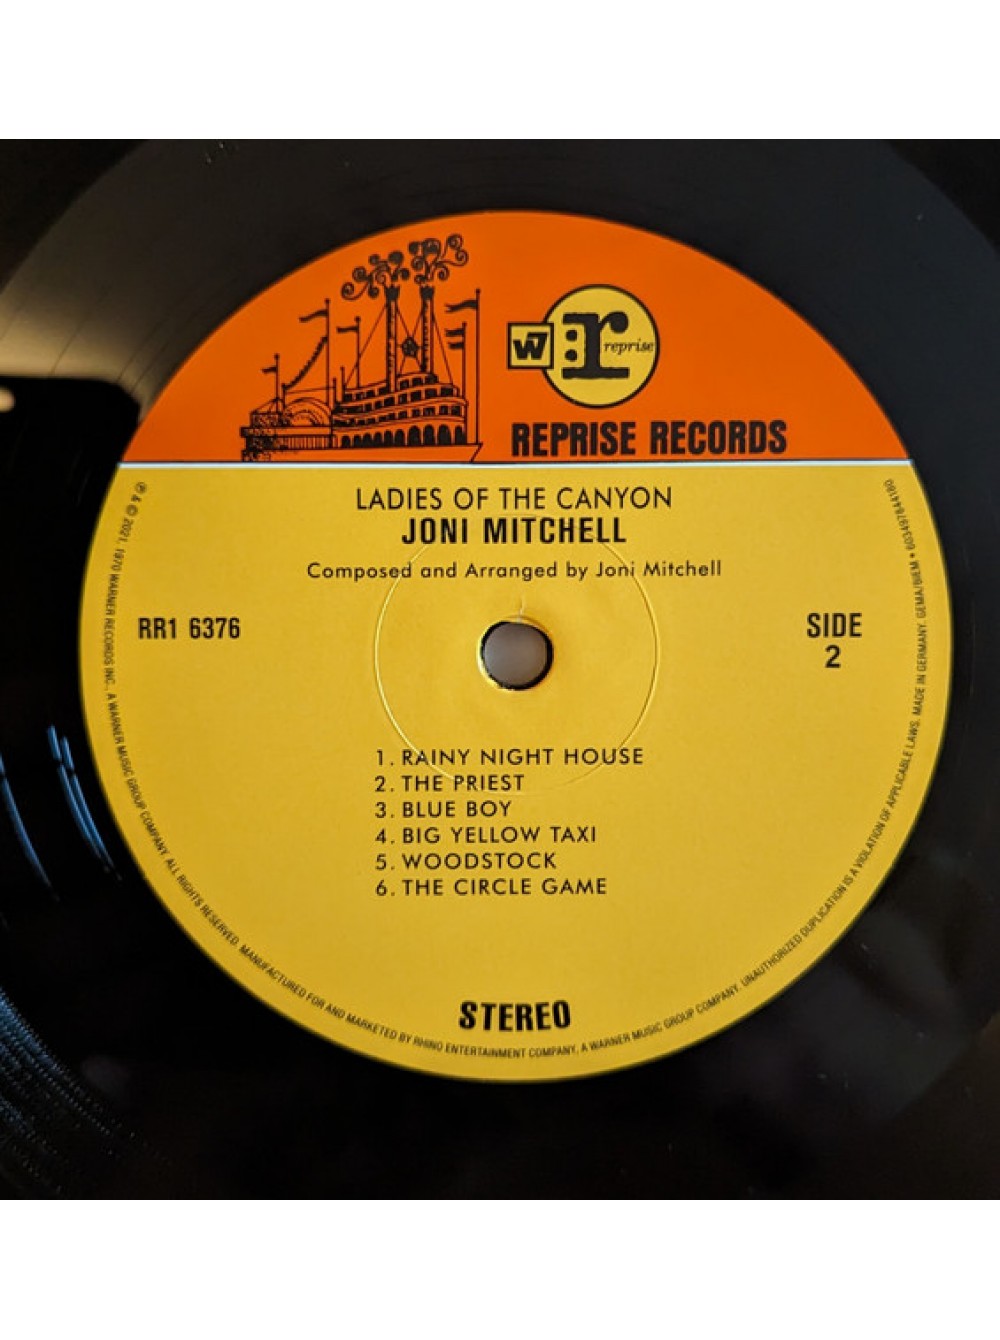 W7
r
reprise
REPRISE RECORDS
LADIES OF THE CANYON
JONI MITCHELL
Composed and Arranged by Joni Mitchell
RR1 6376
SIDE
2
1. RAINY NIGHT HOUSE
2. THE PRIEST
3. BLUE BOY
4. BIG YELLOW TAXI
5. WOODSTOCK
6. THE CIRCLE GAME
STEREO
℗ & © 2021, 1970 WARNER RECORDS INC., A WARNER MUSIC GROUP COMPANY. ALL RIGHTS RESERVED. MANUFACTURED FOR AND MARKETED BY RHINO ENTERTAINMENT COMPANY, A WARNER MUSIC GROUP COMPANY. UNAUTHORIZED DUPLICATION IS A VIOLATION OF APPLICABLE LAWS. MADE IN GERMANY. GEMA/BIEM • 603497844180